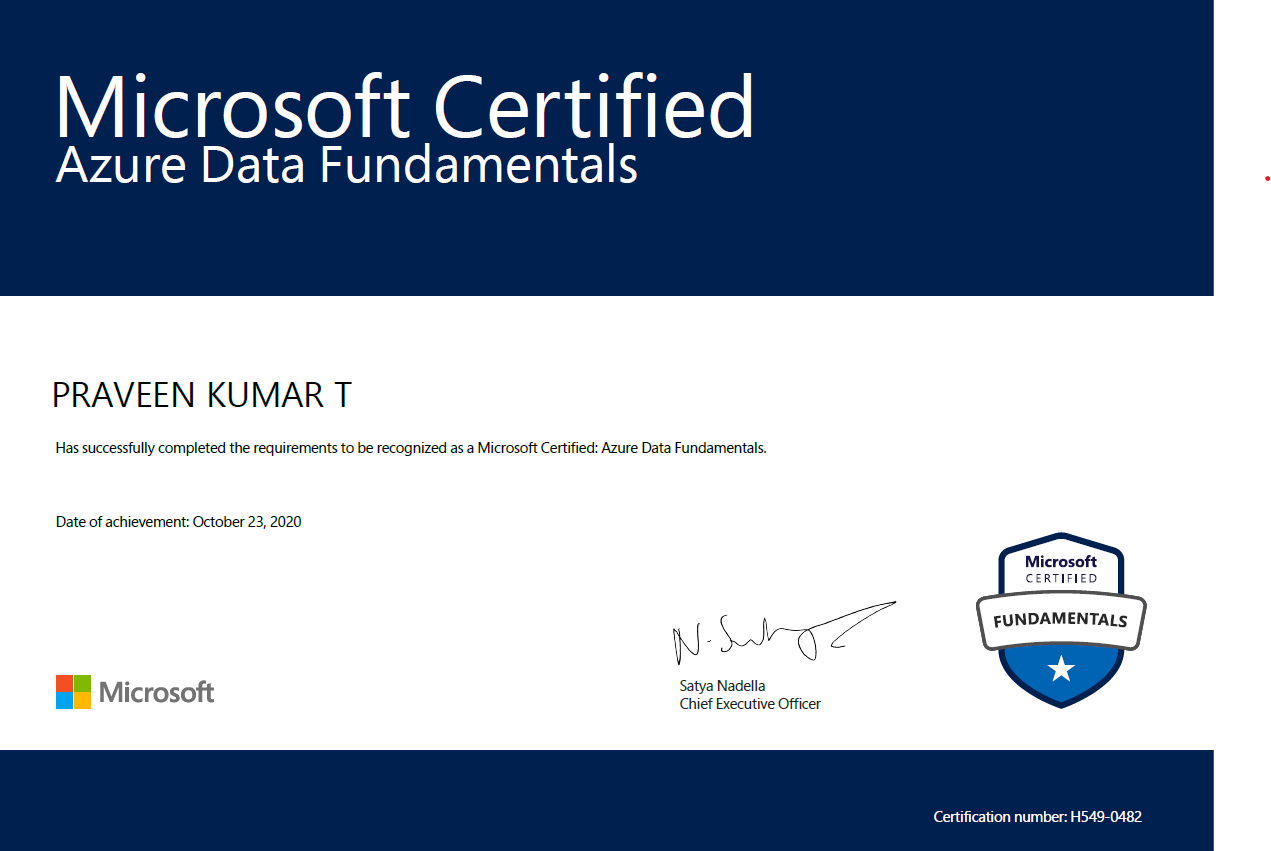 Microsoft Certified
Azure Data Fundamentals
PRAVEEN KUMAR T
Has successfully completed the requirements to be recognized as a Microsoft Certified: Azure Data Fundamentals.
Date of achievement: October 23, 2020
Microsoft
CERTIFIED
FUNDAMENTALS
N. Satya
Satya Nadella
Chief Executive Officer
Microsoft
Certification number: H549-0482